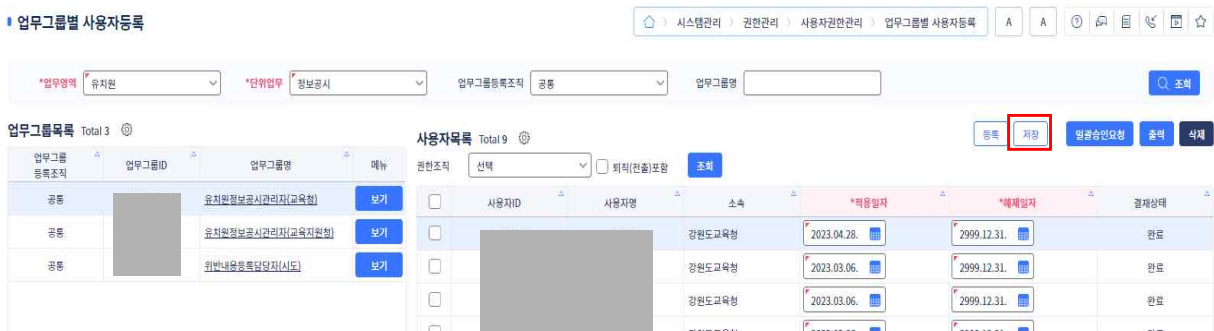 업무그룹별 사용자등록
시스템관리 > 권한관리 > 사용자권한관리 > 업무그룹별 사용자등록
A A
*업무영역 유치원 *단위업무 정보공시 업무그룹등록조직 공통 업무그룹명 조회
업무그룹목록 Total 3
업무그룹
등록조직 업무그룹ID 업무그룹명 메뉴
공통 유치원정보공시관리자(교육청) 보기
공통 유치원정보공시관리자(교육지원청) 보기
공통 위반내용등록담당자(시도) 보기
사용자목록 Total 9 등록 저장 일괄승인요청 출력 삭제
권한조직 선택 퇴직(전출)포함 조회
사용자ID 사용자명 소속 *적용일자 *해제일자 결재상태
강원도교육청 2023.04.28. 2999.12.31. 완료
강원도교육청 2023.03.06. 2999.12.31. 완료
강원도교육청 2023.03.06. 2999.12.31. 완료